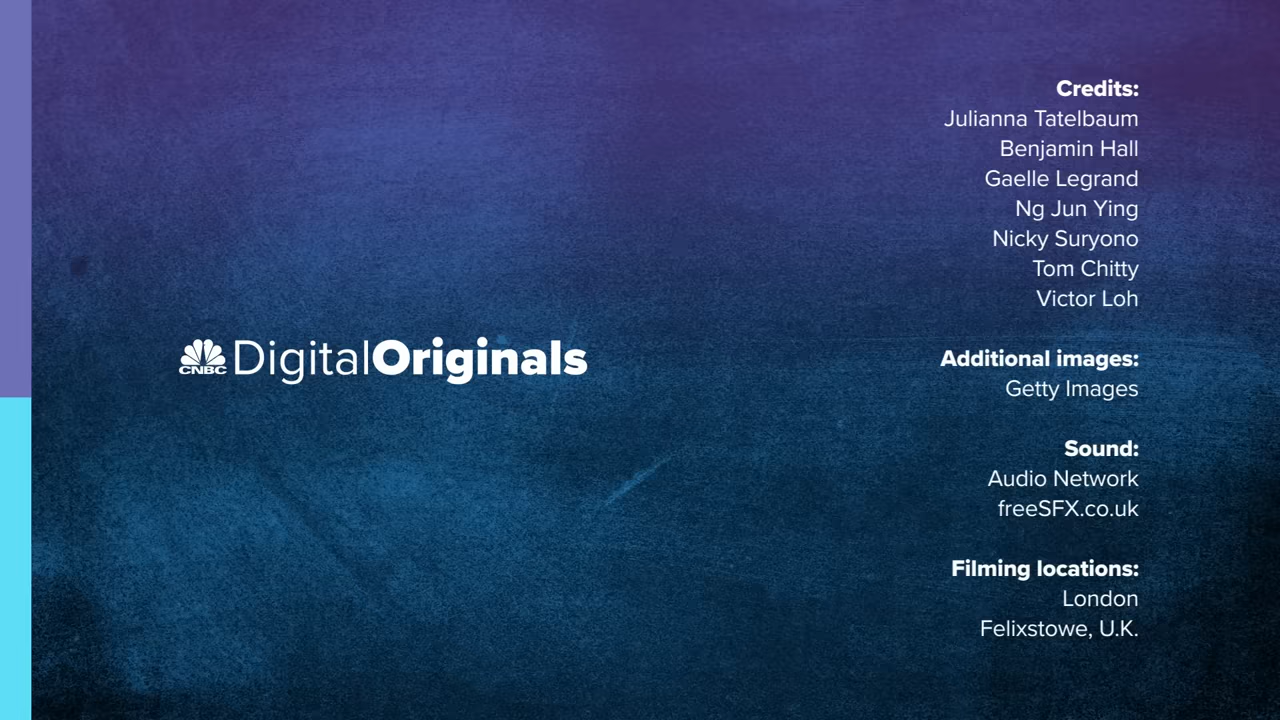 CNBC DigitalOriginals
Credits:
Julianna Tatelbaum
Benjamin Hall
Gaelle Legrand
Ng Jun Ying
Nicky Suryono
Tom Chitty
Victor Loh
Additional images:
Getty Images
Sound:
Audio Network
freeSFX.co.uk
Filming locations:
London
Felixstowe, U.K.